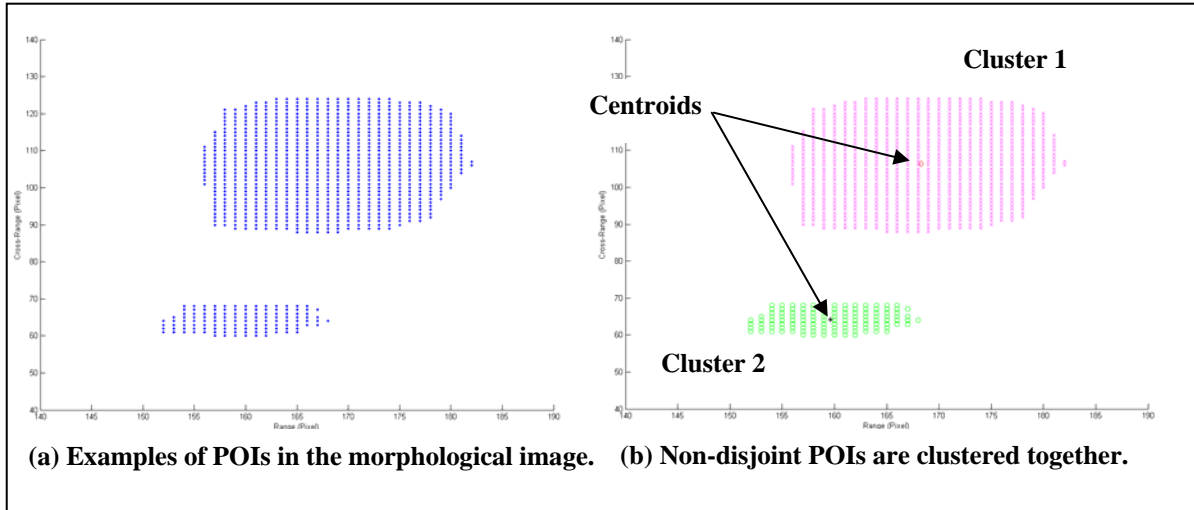 140
130
120
110
100
90
80
70
60
50
40
Cross-Range (Pixel)
140 145 150 155 160 165 170 175 180 185 190
Range (Pixel)
(a) Examples of POIs in the morphological image.
140
130
120
110
100
90
80
70
60
50
40
Cross-Range (Pixel)
Cluster 1
Centroids
Cluster 2
140 145 150 155 160 165 170 175 180 185 190
Range (Pixel)
(b) Non-disjoint POIs are clustered together.